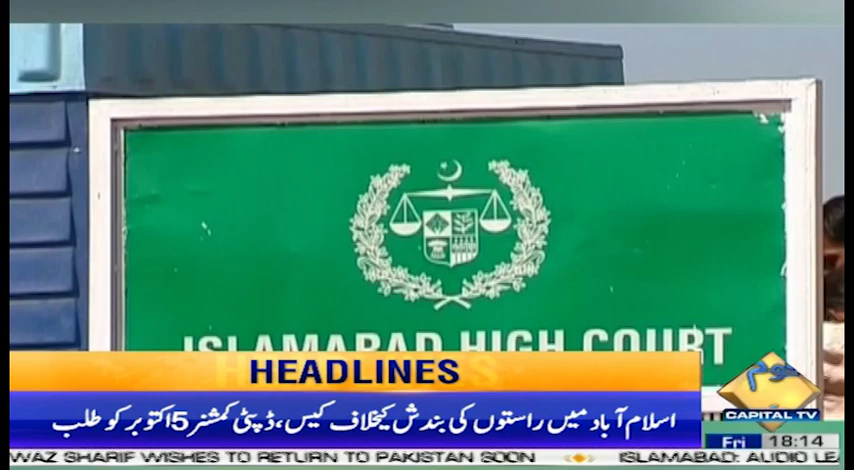 ISLAMABAD HIGH COURT
HEADLINES
اسلام آباد میں راستوں کی بندش کیخلاف کیس، ڈپٹی کمشنر 5 اکتوبر کو طلب
CAPITAL TV
Fri 18:14
WAZ SHARIF WISHES TO RETURN TO PAKISTAN SOON ISLAMABAD: AUDIO LEA